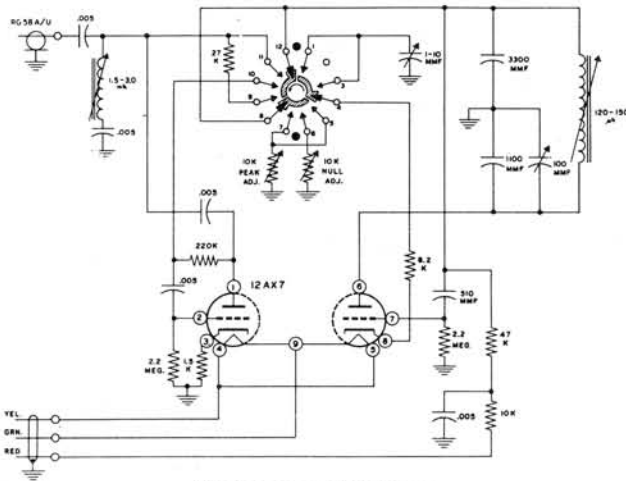 RG58A/U
.005
1.5-3.0
mh
.005
27
K
12
1
11
10
9
8
7
6
5
4
3
1-10
MMF
3300
MMF
120-150
μh
1100
MMF
100
MMF
10K
PEAK
ADJ.
10K
NULL
ADJ.
.005
220K
8.2
K
.005
12AX7
1
2
3
4
9
6
7
8
5
510
MMF
47
K
2.2
MEG.
1.5
K
2.2
MEG.
.005
10K
YEL.
GRN.
RED